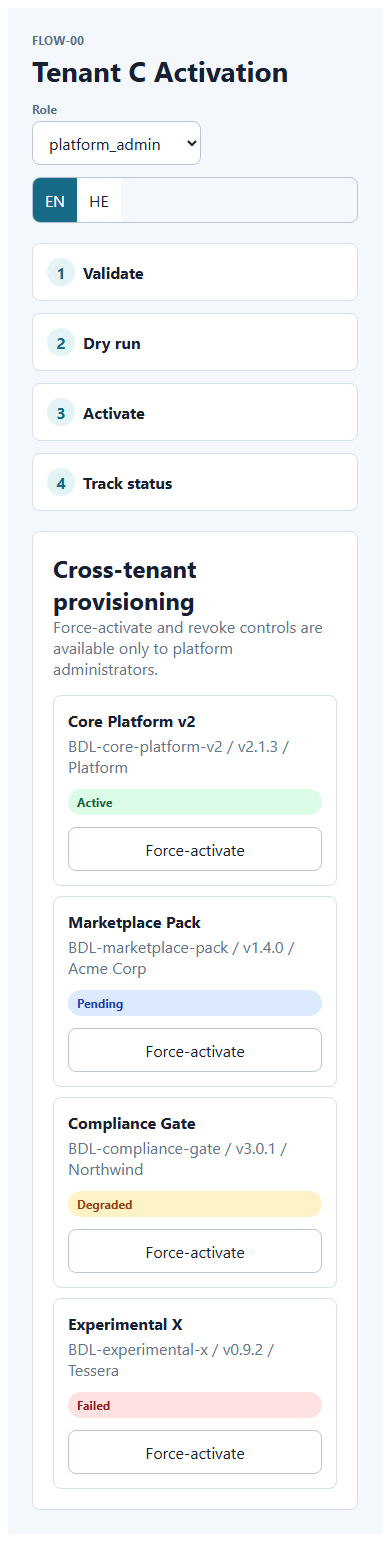 FLOW-00
Tenant C Activation
Role
platform_admin
EN HE
1 Validate
2 Dry run
3 Activate
4 Track status
Cross-tenant
provisioning
Force-activate and revoke controls are
available only to platform
administrators.
Core Platform v2
BDL-core-platform-v2 / v2.1.3 /
Platform
Active
Force-activate
Marketplace Pack
BDL-marketplace-pack / v1.4.0 /
Acme Corp
Pending
Force-activate
Compliance Gate
BDL-compliance-gate / v3.0.1 /
Northwind
Degraded
Force-activate
Experimental X
BDL-experimental-x / v0.9.2 /
Tessera
Failed
Force-activate